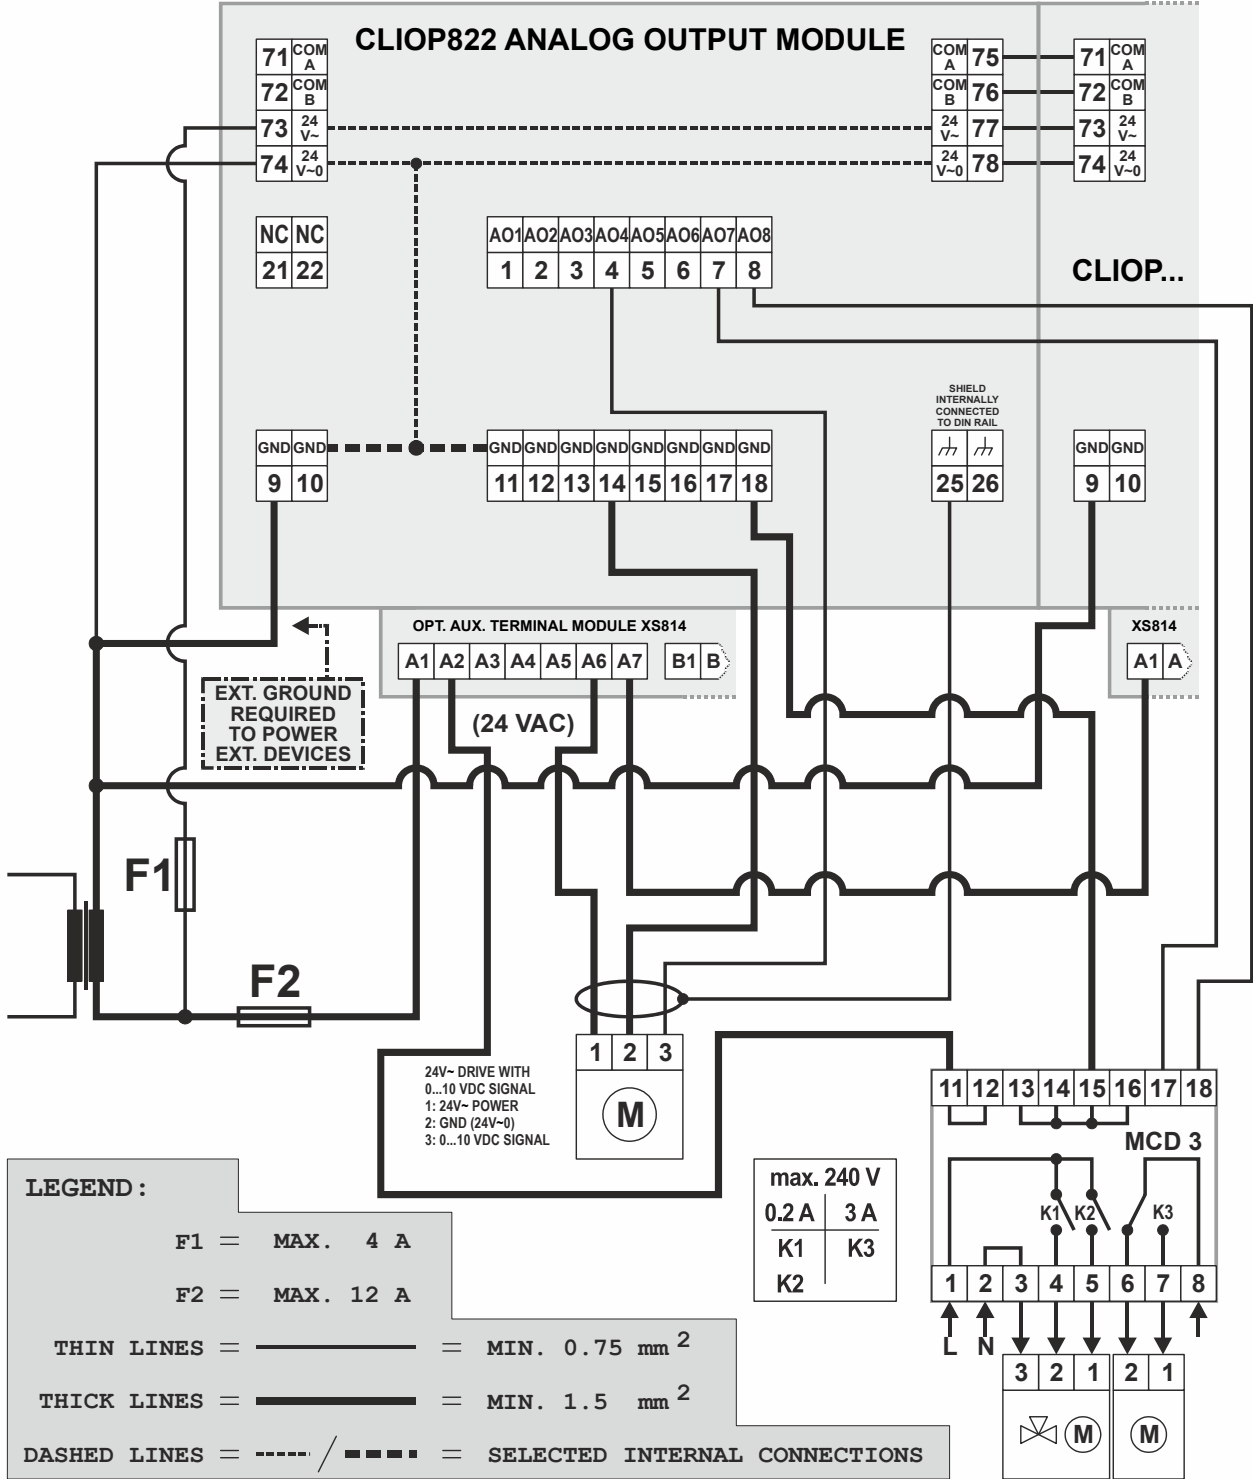 CLIOP822 ANALOG OUTPUT MODULE
71 COM A
72 COM B
73 24 V~
74 24 V~0
COM A 75
COM B 76
24 V~ 77
24 V~0 78
71 COM A
72 COM B
73 24 V~
74 24 V~0
NC NC
21 22
AO1 AO2 AO3 AO4 AO5 AO6 AO7 AO8
1 2 3 4 5 6 7 8
CLIOP...
SHIELD
INTERNALLY
CONNECTED
TO DIN RAIL
GND GND
9 10
GND GND GND GND GND GND GND GND
11 12 13 14 15 16 17 18
25 26
GND GND
9 10
OPT. AUX. TERMINAL MODULE XS814
A1 A2 A3 A4 A5 A6 A7 B1 B
XS814
A1 A
EXT. GROUND
REQUIRED
TO POWER
EXT. DEVICES
(24 VAC)
F1
F2
1 2 3
M
24V~ DRIVE WITH
0...10 VDC SIGNAL
1: 24V~ POWER
2: GND (24V~0)
3: 0...10 VDC SIGNAL
11 12 13 14 15 16 17 18
MCD 3
K1 K2 K3
1 2 3 4 5 6 7 8
L N
3 2 1 2 1
M M
max. 240 V
0.2 A 3 A
K1 K3
K2
LEGEND:
F1 = MAX. 4 A
F2 = MAX. 12 A
THIN LINES = = MIN. 0.75 mm 2
THICK LINES = = MIN. 1.5 mm 2
DASHED LINES = / = SELECTED INTERNAL CONNECTIONS